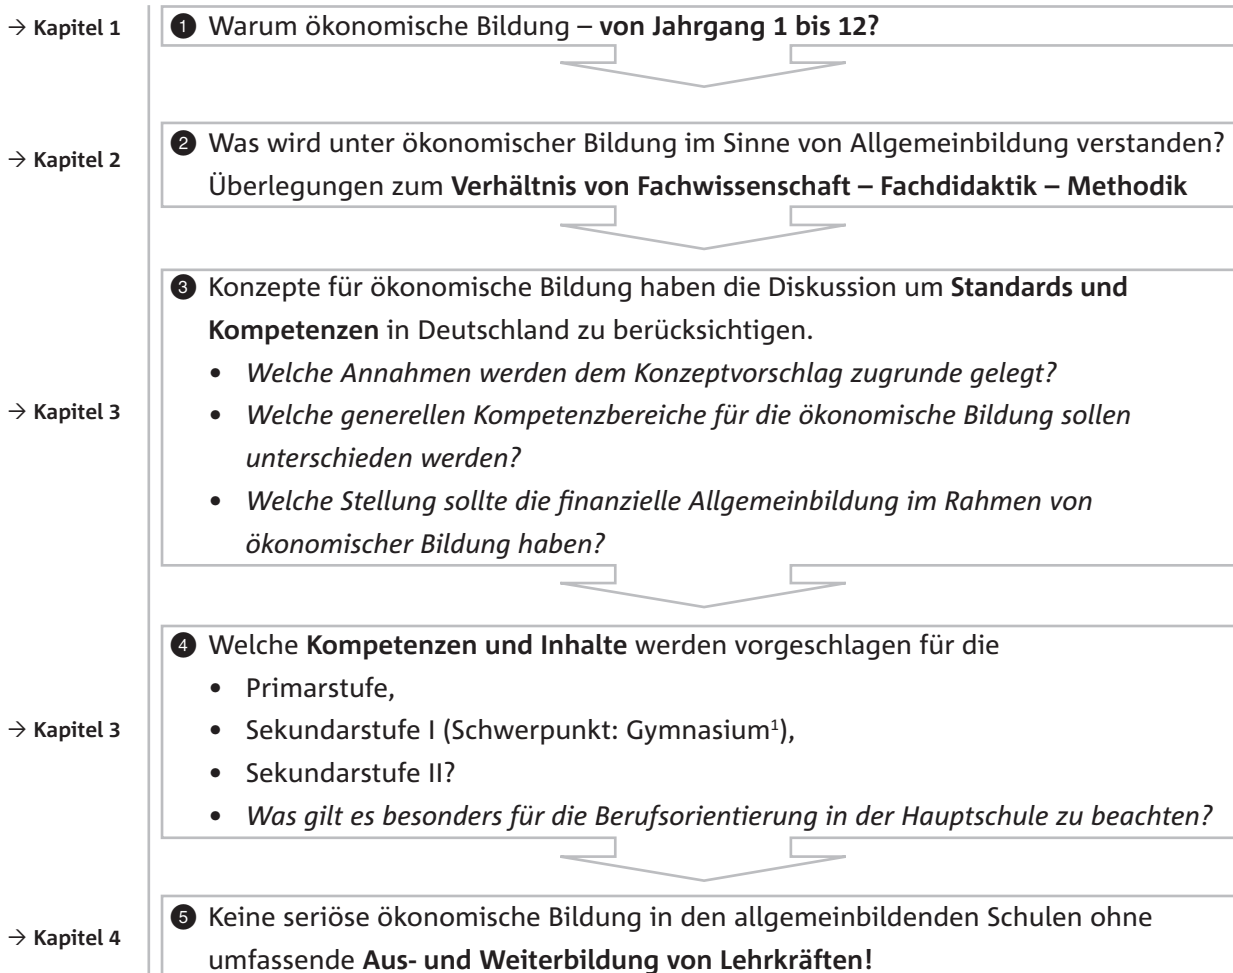 → Kapitel 1
❶ Warum ökonomische Bildung – von Jahrgang 1 bis 12?
→ Kapitel 2
❷ Was wird unter ökonomischer Bildung im Sinne von Allgemeinbildung verstanden?
Überlegungen zum Verhältnis von Fachwissenschaft – Fachdidaktik – Methodik
→ Kapitel 3
❸ Konzepte für ökonomische Bildung haben die Diskussion um Standards und
Kompetenzen in Deutschland zu berücksichtigen.
• Welche Annahmen werden dem Konzeptvorschlag zugrunde gelegt?
• Welche generellen Kompetenzbereiche für die ökonomische Bildung sollen
unterschieden werden?
• Welche Stellung sollte die finanzielle Allgemeinbildung im Rahmen von
ökonomischer Bildung haben?
→ Kapitel 3
❹ Welche Kompetenzen und Inhalte werden vorgeschlagen für die
• Primarstufe,
• Sekundarstufe I (Schwerpunkt: Gymnasium¹),
• Sekundarstufe II?
• Was gilt es besonders für die Berufsorientierung in der Hauptschule zu beachten?
→ Kapitel 4
❺ Keine seriöse ökonomische Bildung in den allgemeinbildenden Schulen ohne
umfassende Aus- und Weiterbildung von Lehrkräften!